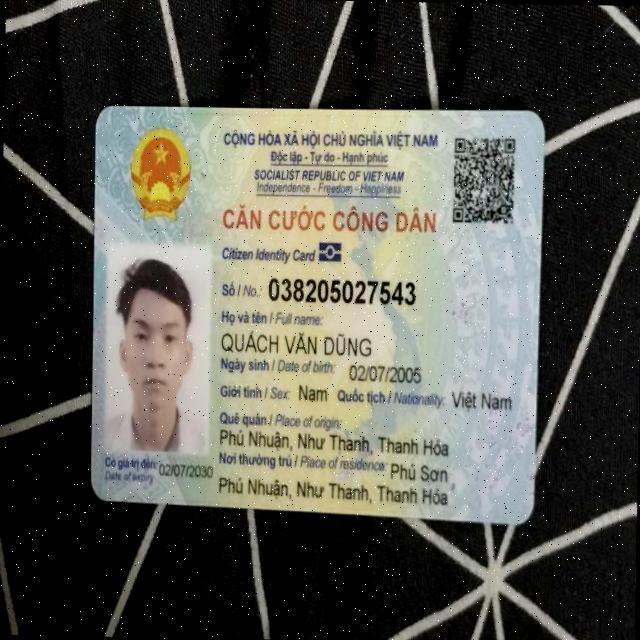 CỘNG HÒA XÃ HỘI CHỦ NGHĨA VIỆT NAM
Độc lập - Tự do - Hạnh phúc
SOCIALIST REPUBLIC OF VIET NAM
Independence - Freedom - Happiness
CĂN CƯỚC CÔNG DÂN
Citizen Identity Card
Số / No.: 038205027543
Họ và tên / Full name:
QUÁCH VĂN DŨNG
Ngày sinh / Date of birth: 02/07/2005
Giới tính / Sex: Nam Quốc tịch / Nationality: Việt Nam
Quê quán / Place of origin:
Phú Nhuận, Như Thanh, Thanh Hóa
Nơi thường trú / Place of residence: Phú Sơn
Phú Nhuận, Như Thanh, Thanh Hóa
Có giá trị đến: 02/07/2030
Date of expiry